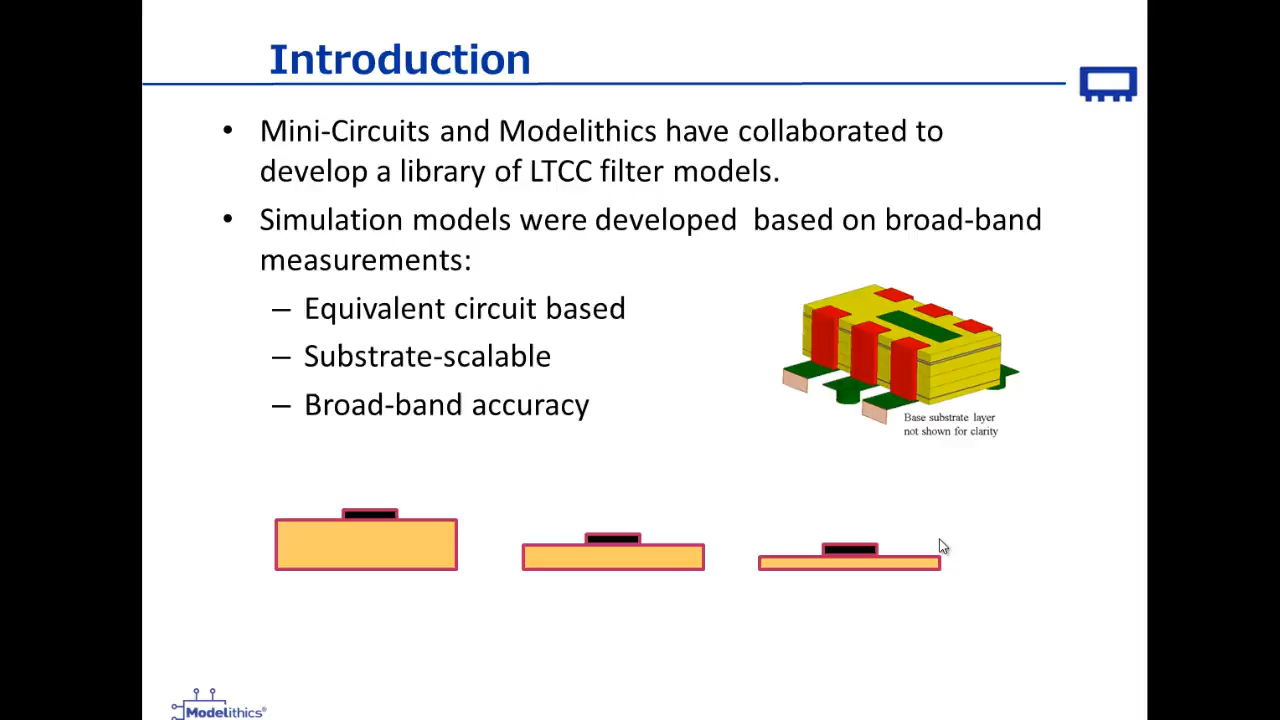 Introduction
• Mini-Circuits and Modelithics have collaborated to
develop a library of LTCC filter models.
• Simulation models were developed  based on broad-band
measurements:
– Equivalent circuit based
– Substrate-scalable
– Broad-band accuracy
Base substrate layer
not shown for clarity
Modelithics®